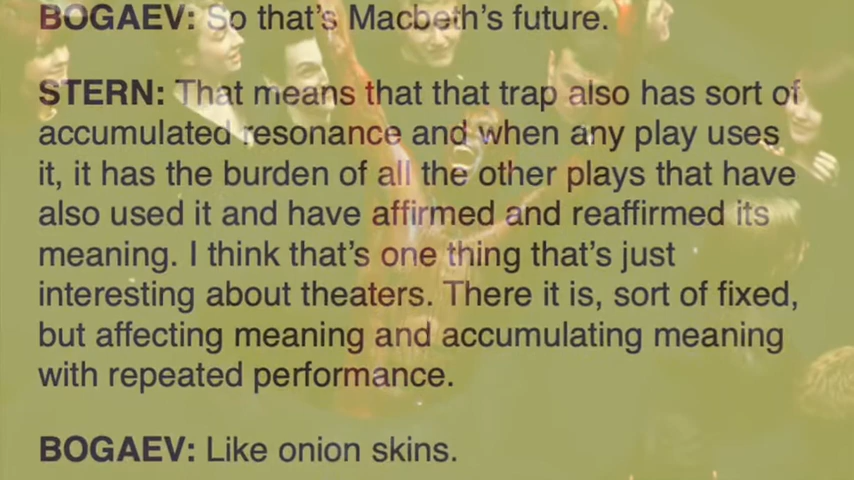 BOGAEV: So that's Macbeth's future.
STERN: That means that that trap also has sort of
accumulated resonance and when any play uses
it, it has the burden of all the other plays that have
also used it and have affirmed and reaffirmed its
meaning. I think that's one thing that's just
interesting about theaters. There it is, sort of fixed,
but affecting meaning and accumulating meaning
with repeated performance.
BOGAEV: Like onion skins.